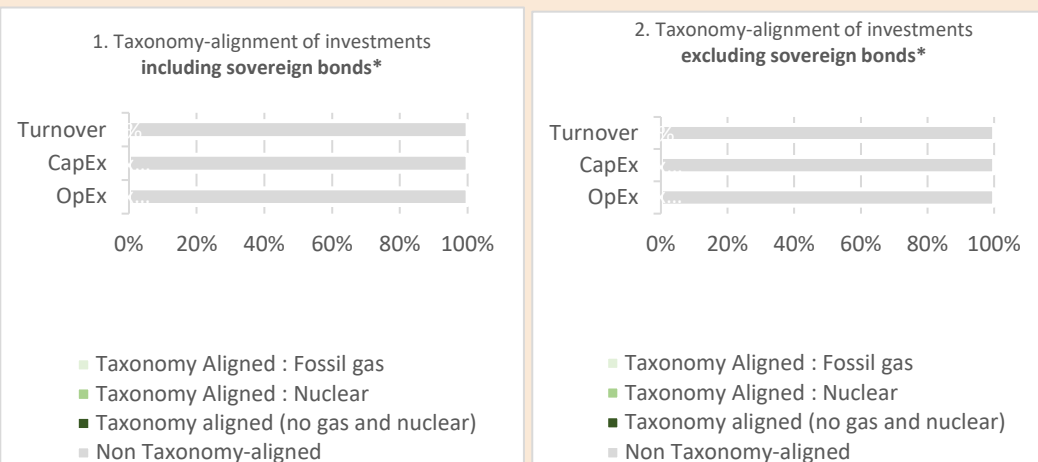 1. Taxonomy-alignment of investments
including sovereign bonds*
Turnover
CapEx
OpEx
0% 20% 40% 60% 80% 100%
Taxonomy Aligned : Fossil gas
Taxonomy Aligned : Nuclear
Taxonomy aligned (no gas and nuclear)
Non Taxonomy-aligned
2. Taxonomy-alignment of investments
excluding sovereign bonds*
Turnover
CapEx
OpEx
0% 20% 40% 60% 80% 100%
Taxonomy Aligned : Fossil gas
Taxonomy Aligned : Nuclear
Taxonomy aligned (no gas and nuclear)
Non Taxonomy-aligned